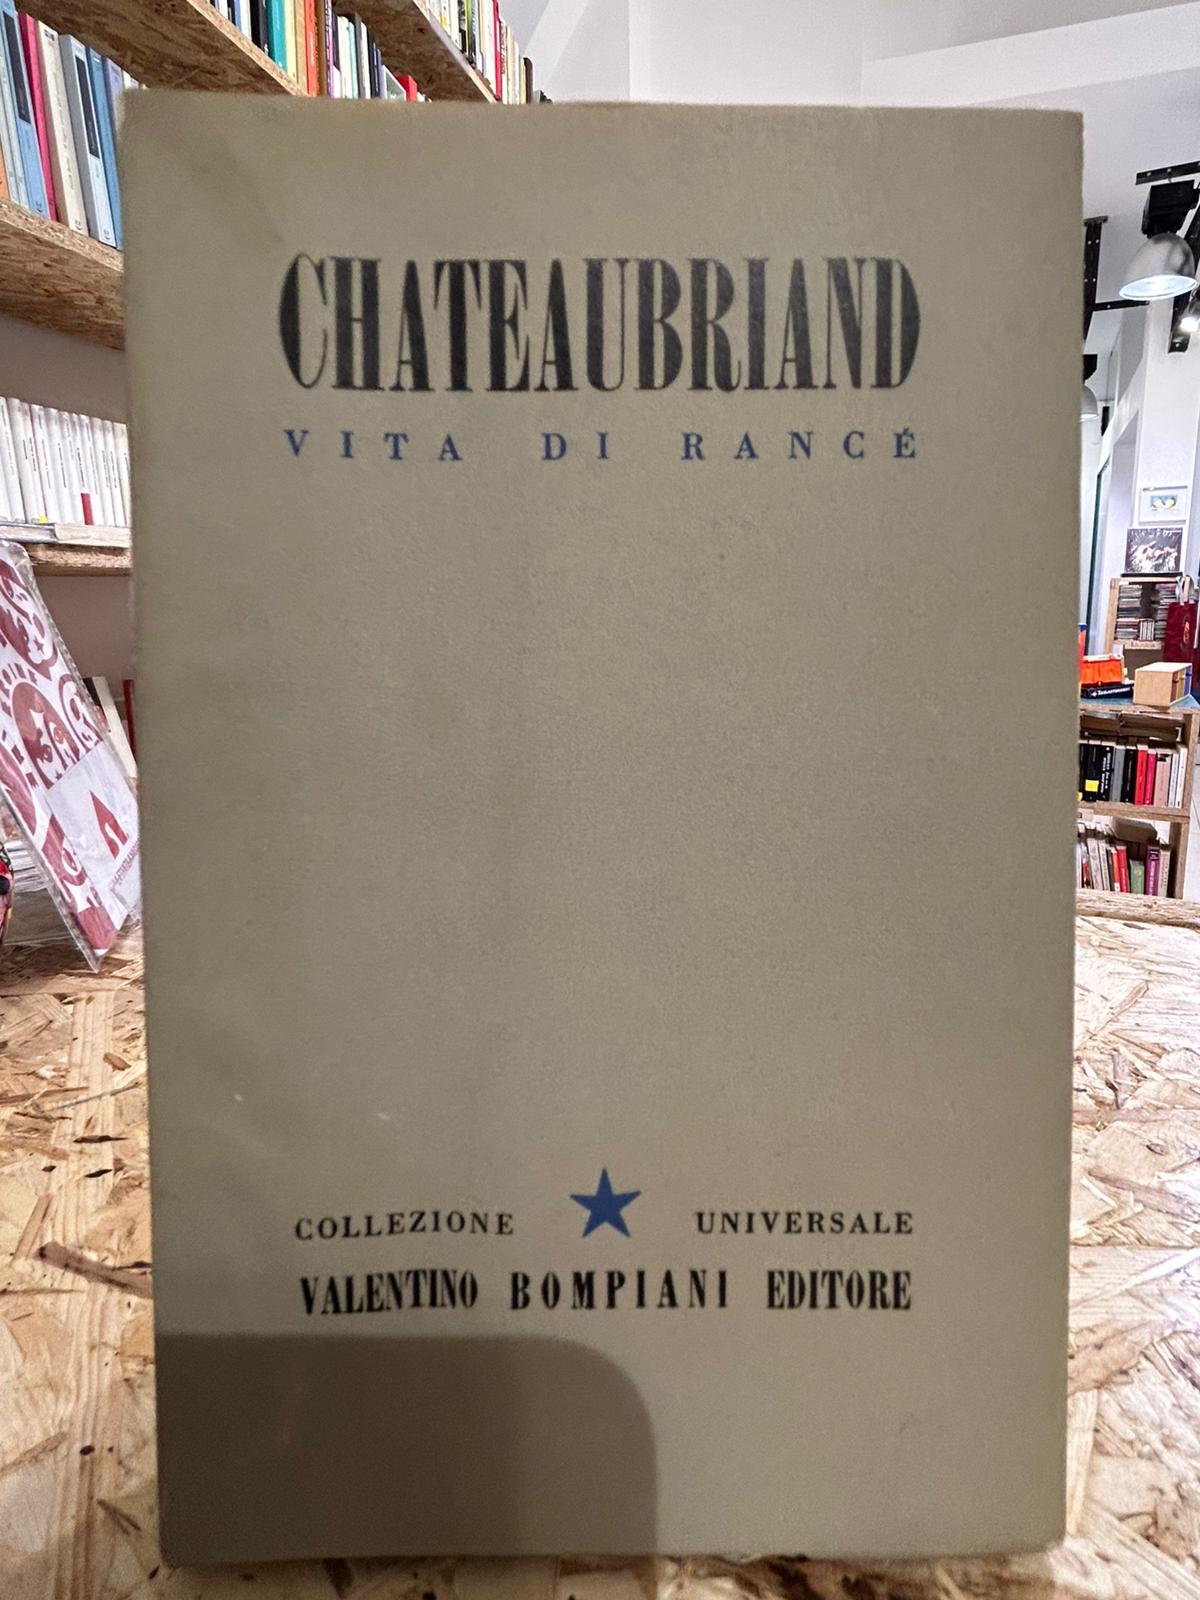 CHATEAUBRIAND
VITA DI RANCÉ
COLLEZIONE UNIVERSALE
VALENTINO BOMPIANI EDITORE